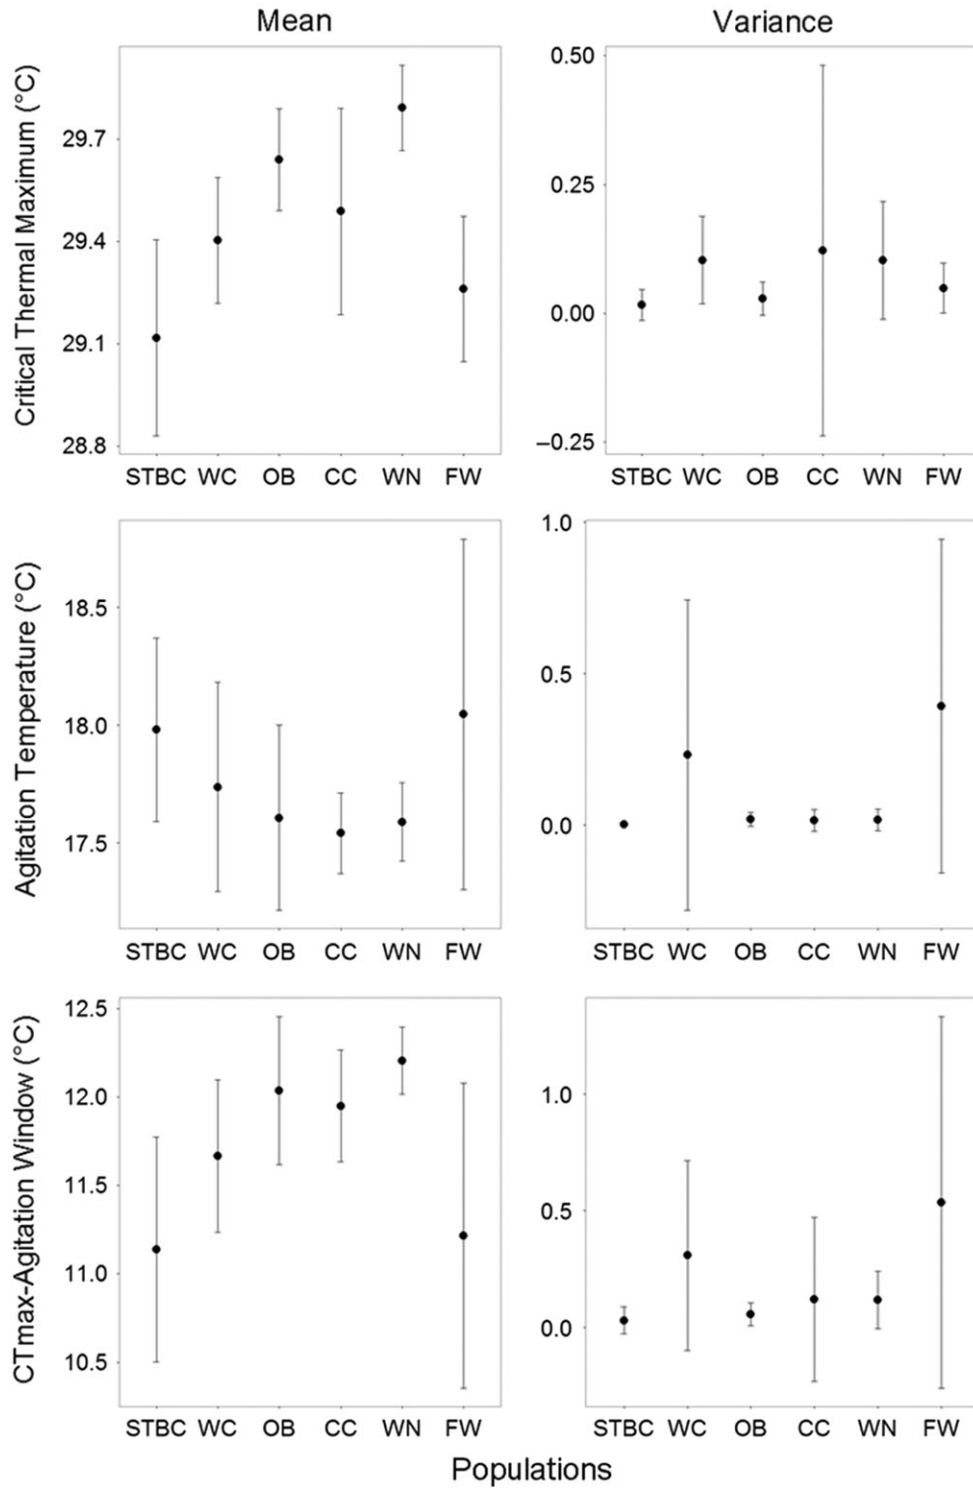 Mean
Variance
Critical Thermal Maximum (°C)
29.7
29.4
29.1
28.8
STBC WC OB CC WN FW
0.50
0.25
0.00
−0.25
STBC WC OB CC WN FW
Agitation Temperature (°C)
18.5
18.0
17.5
STBC WC OB CC WN FW
1.0
0.5
0.0
STBC WC OB CC WN FW
CTmax-Agitation Window (°C)
12.5
12.0
11.5
11.0
10.5
STBC WC OB CC WN FW
1.0
0.5
0.0
STBC WC OB CC WN FW
Populations